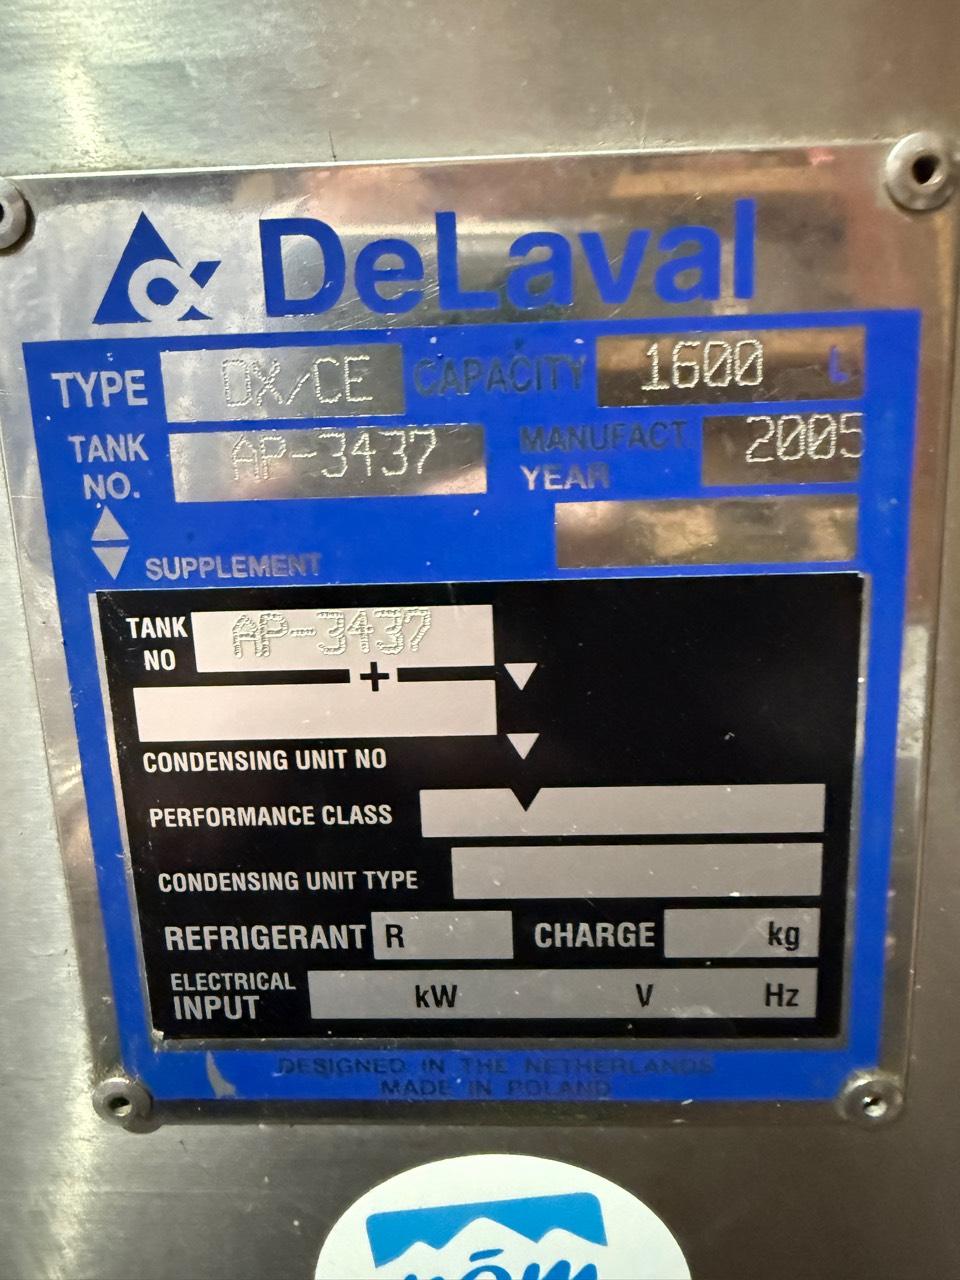 DeLaval
TYPE DX/CE CAPACITY 1600 L
TANK NO. AP-3437 MANUFACT. YEAR 2005
SUPPLEMENT
TANK NO AP-3437
+
CONDENSING UNIT NO
PERFORMANCE CLASS
CONDENSING UNIT TYPE
REFRIGERANT R CHARGE kg
ELECTRICAL INPUT kW V Hz
DESIGNED IN THE NETHERLANDS
MADE IN POLAND
nōm